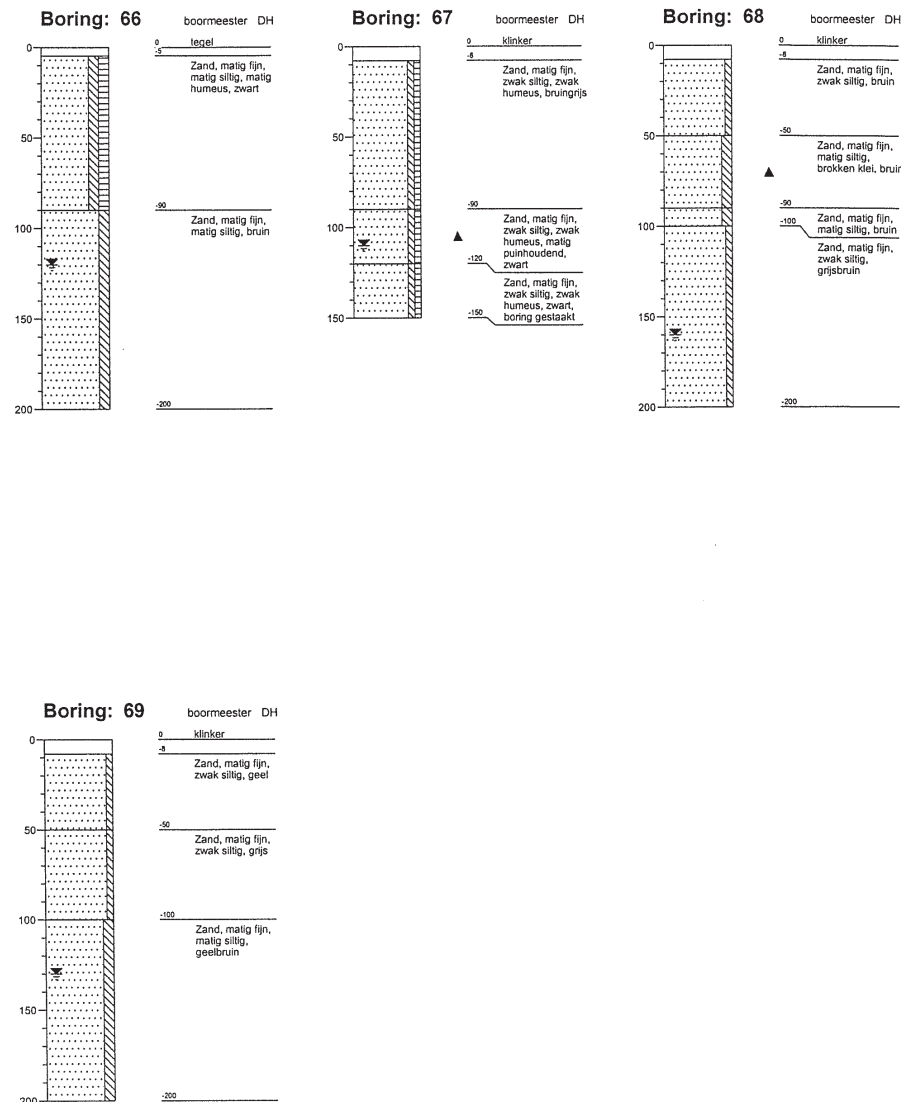 Boring: 66 boormeester DH
0
50
100
150
200
0 tegel
-5
Zand, matig fijn,
matig siltig, matig
humeus, zwart
-90
Zand, matig fijn,
matig siltig, bruin
-200
Boring: 67 boormeester DH
0
50
100
150
0 klinker
-8
Zand, matig fijn,
zwak siltig, zwak
humeus, bruingrijs
-90
Zand, matig fijn,
zwak siltig, zwak
humeus, matig
puinhoudend,
zwart
-120
Zand, matig fijn,
zwak siltig, zwak
humeus, zwart,
boring gestaakt
-150
Boring: 68 boormeester DH
0
50
100
150
200
0 klinker
-8
Zand, matig fijn,
zwak siltig, bruin
-50
Zand, matig fijn,
matig siltig,
brokken klei, bruin
-90
Zand, matig fijn,
matig siltig, bruin
-100
Zand, matig fijn,
zwak siltig,
grijsbruin
-200
Boring: 69 boormeester DH
0
50
100
150
200
0 klinker
-8
Zand, matig fijn,
zwak siltig, geel
-50
Zand, matig fijn,
zwak siltig, grijs
-100
Zand, matig fijn,
matig siltig,
geelbruin
-200